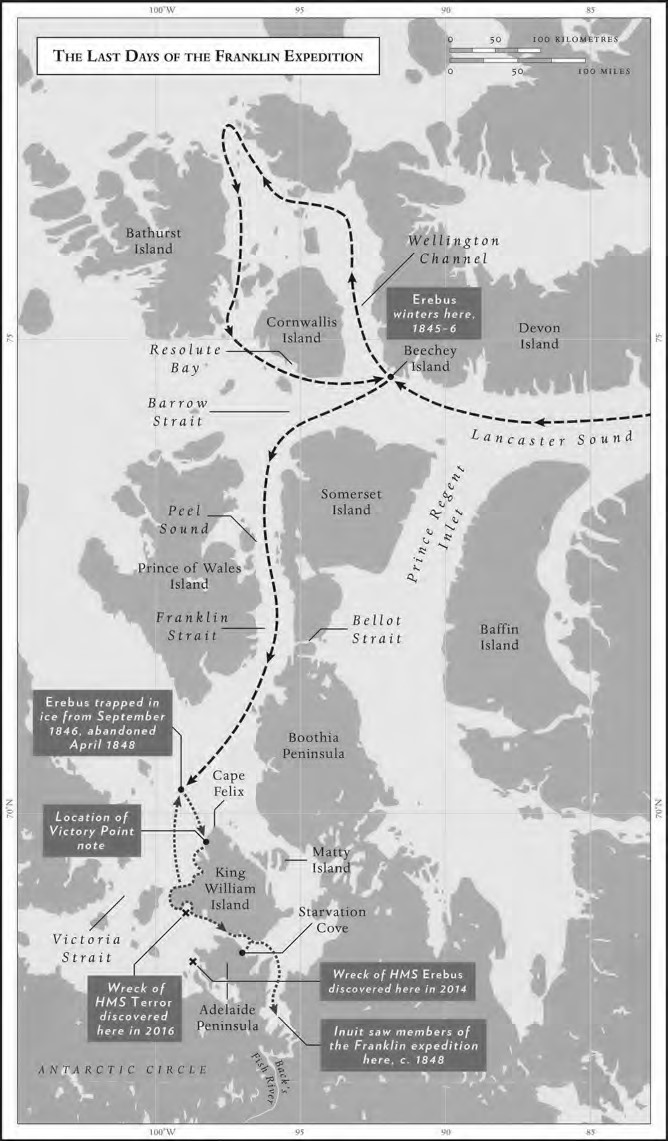 100°W
95
90
85
THE LAST DAYS OF THE FRANKLIN EXPEDITION
0 50 100 KILOMETRES
0 50 100 MILES
Bathurst
Island
Wellington
Channel
Erebus
winters here,
1845–6
Cornwallis
Island
Devon
Island
75
75
Resolute
Bay
Beechey
Island
Barrow
Strait
LANCASTER SOUND
Somerset
Island
Prince Regent
Inlet
Peel
Sound
Prince of Wales
Island
Franklin
Strait
Bellot
Strait
Baffin
Island
Erebus trapped in
ice from September
1846, abandoned
April 1848
Boothia
Peninsula
Cape
Felix
70°N
70°N
Location of
Victory Point
note
Matty
Island
King
William
Island
Starvation
Cove
Victoria
Strait
Wreck of
HMS Terror
discovered
here in 2016
Wreck of HMS Erebus
discovered here in 2014
Adelaide
Peninsula
Inuit saw members of
the Franklin expedition
here, c. 1848
Back's
Fish River
ANTARCTIC CIRCLE
100°W
95
90
85